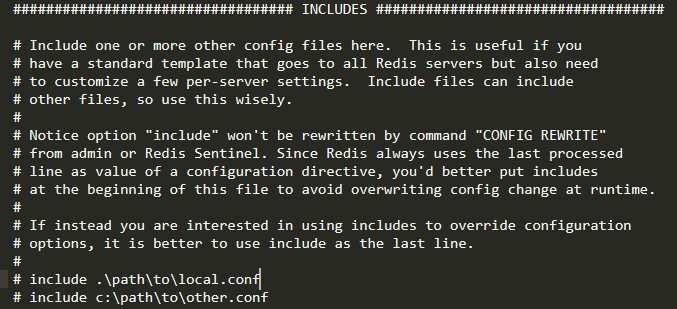 ################################## INCLUDES ###################################
# Include one or more other config files here.  This is useful if you
# have a standard template that goes to all Redis servers but also need
# to customize a few per-server settings.  Include files can include
# other files, so use this wisely.
#
# Notice option "include" won't be rewritten by command "CONFIG REWRITE"
# from admin or Redis Sentinel. Since Redis always uses the last processed
# line as value of a configuration directive, you'd better put includes
# at the beginning of this file to avoid overwriting config change at runtime.
#
# If instead you are interested in using includes to override configuration
# options, it is better to use include as the last line.
#
# include .\path\to\local.conf
# include c:\path\to\other.conf